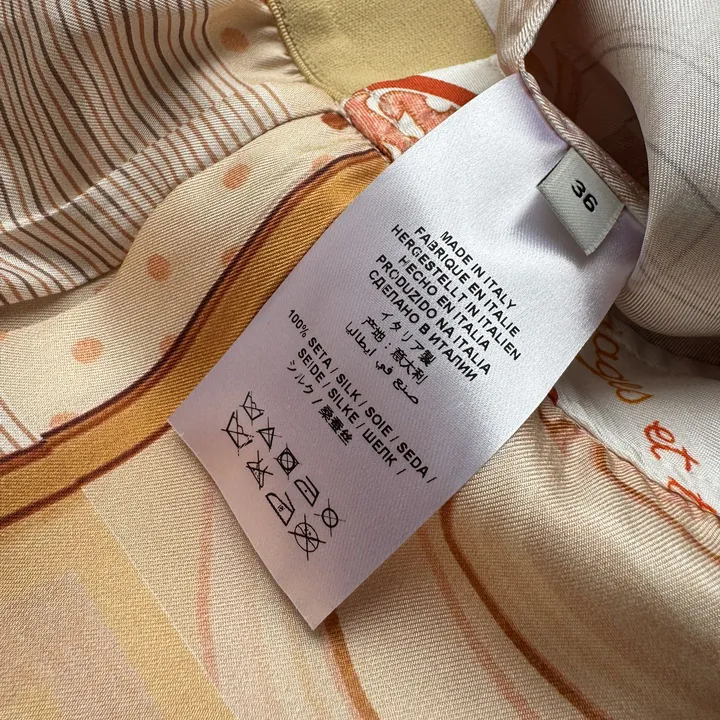 36
MADE IN ITALY
FABRIQUE EN ITALIE
HERGESTELLT IN ITALIEN
HECHO EN ITALIA
PRODUZIDO NA ITALIA
СДЕЛАНО В ИТАЛИИ
イタリア製
产地：意大利
صنع في ايطاليا
100% SETA / SILK / SOIE / SEDA /
SEIDE / SILKE / ШЕЛК /
シルク / 桑蚕丝
et